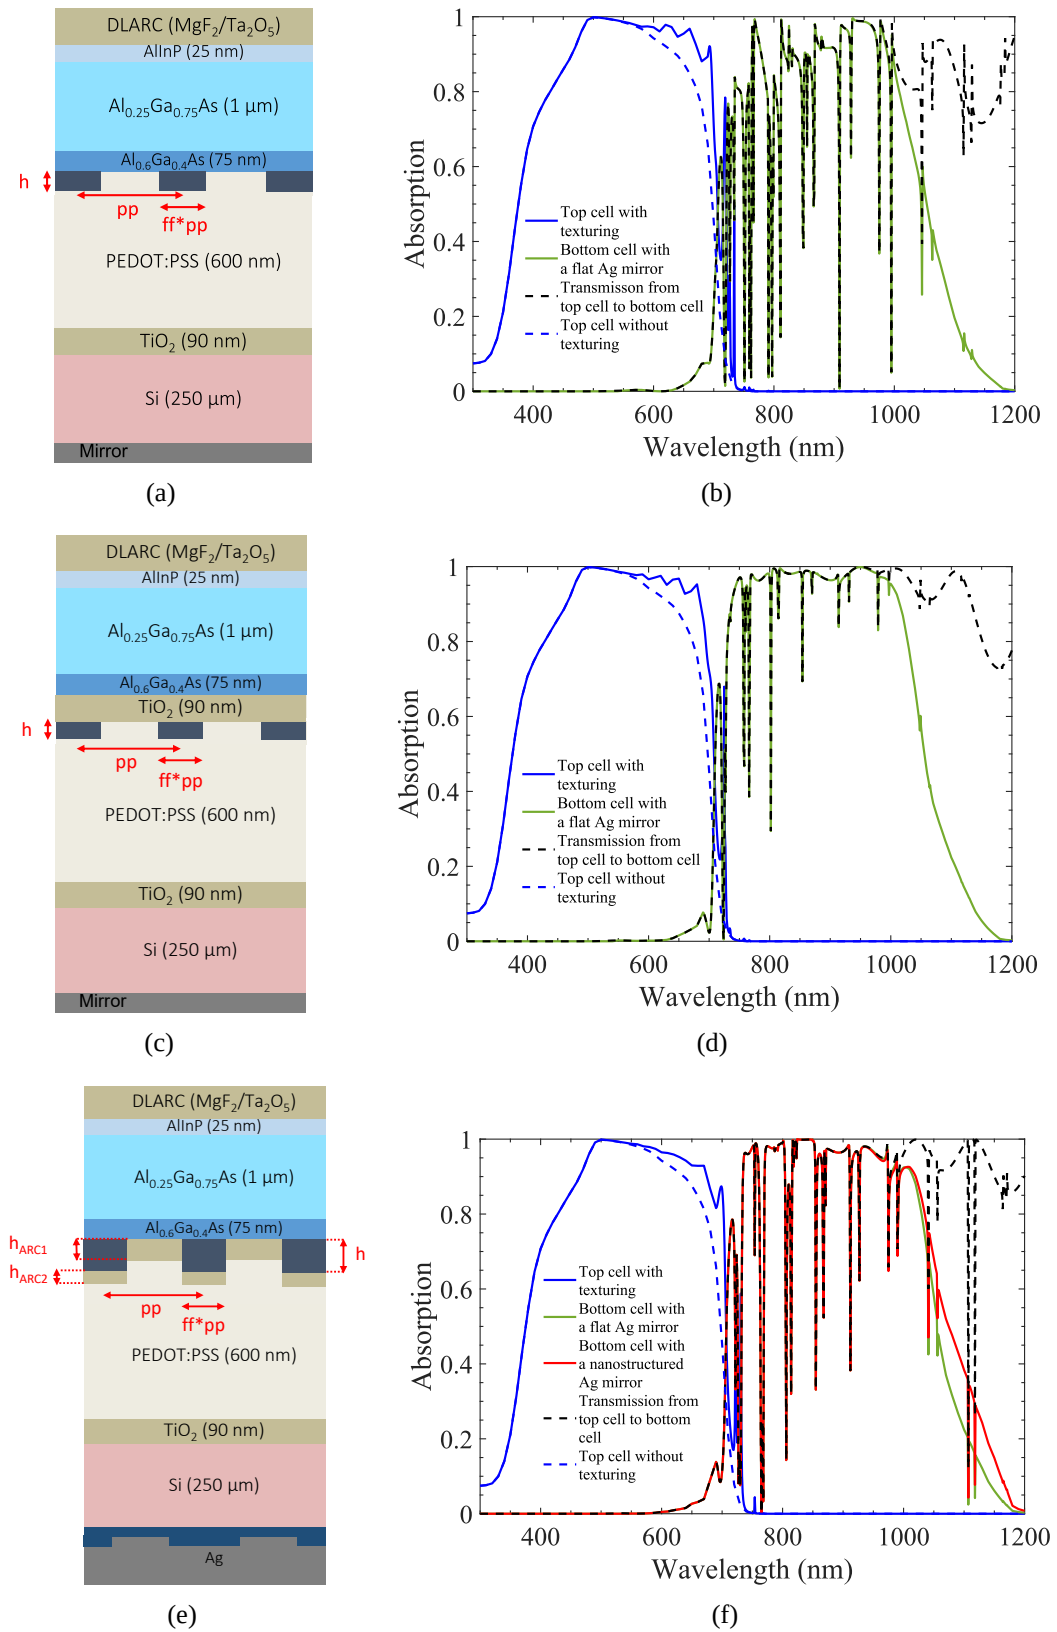 DLARC (MgF₂/Ta₂O₅)
AlInP (25 nm)
Al₀.₂₅Ga₀.₇₅As (1 µm)
Al₀.₆Ga₀.₄As (75 nm)
h
pp
ff*pp
PEDOT:PSS (600 nm)
TiO₂ (90 nm)
Si (250 µm)
Mirror
(a)
Absorption
1
0.8
0.6
0.4
0.2
0
Top cell with
texturing
Bottom cell with
a flat Ag mirror
Transmisson from
top cell to bottom cell
Top cell without
texturing
400
600
800
1000
1200
Wavelength (nm)
(b)
DLARC (MgF₂/Ta₂O₅)
AlInP (25 nm)
Al₀.₂₅Ga₀.₇₅As (1 µm)
Al₀.₆Ga₀.₄As (75 nm)
TiO₂ (90 nm)
h
pp
ff*pp
PEDOT:PSS (600 nm)
TiO₂ (90 nm)
Si (250 µm)
Mirror
(c)
Absorption
1
0.8
0.6
0.4
0.2
0
Top cell with
texturing
Bottom cell with
a flat Ag mirror
Transmission from
top cell to bottom cell
Top cell without
texturing
400
600
800
1000
1200
Wavelength (nm)
(d)
DLARC (MgF₂/Ta₂O₅)
AlInP (25 nm)
Al₀.₂₅Ga₀.₇₅As (1 µm)
Al₀.₆Ga₀.₄As (75 nm)
h_ARC1
h
h_ARC2
pp
ff*pp
PEDOT:PSS (600 nm)
TiO₂ (90 nm)
Si (250 µm)
Ag
(e)
Absorption
1
0.8
0.6
0.4
0.2
0
Top cell with
texturing
Bottom cell with
a flat Ag mirror
Bottom cell with
a nanostructured
Ag mirror
Transmission from
top cell to bottom
cell
Top cell without
texturing
400
600
800
1000
1200
Wavelength (nm)
(f)